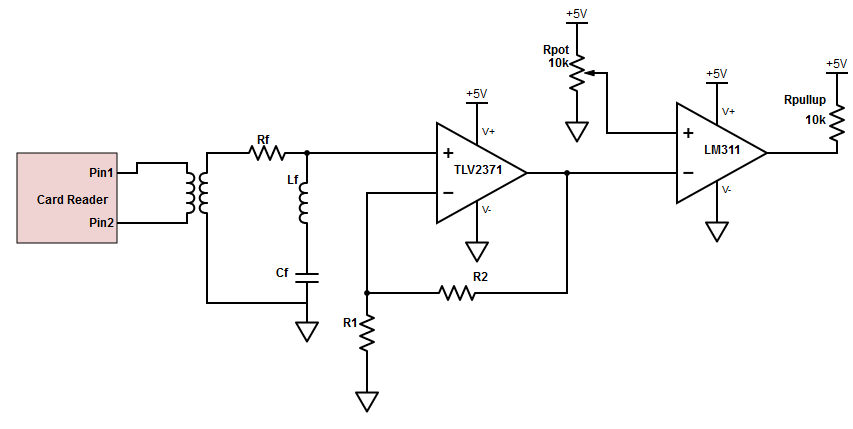 +5V
Rpot
10k
+5V
Rpullup
10k
+5V
V+
+
LM311
−
V-
+5V
V+
+
TLV2371
−
V-
Rf
Lf
Cf
Pin1
Card Reader
Pin2
R2
R1